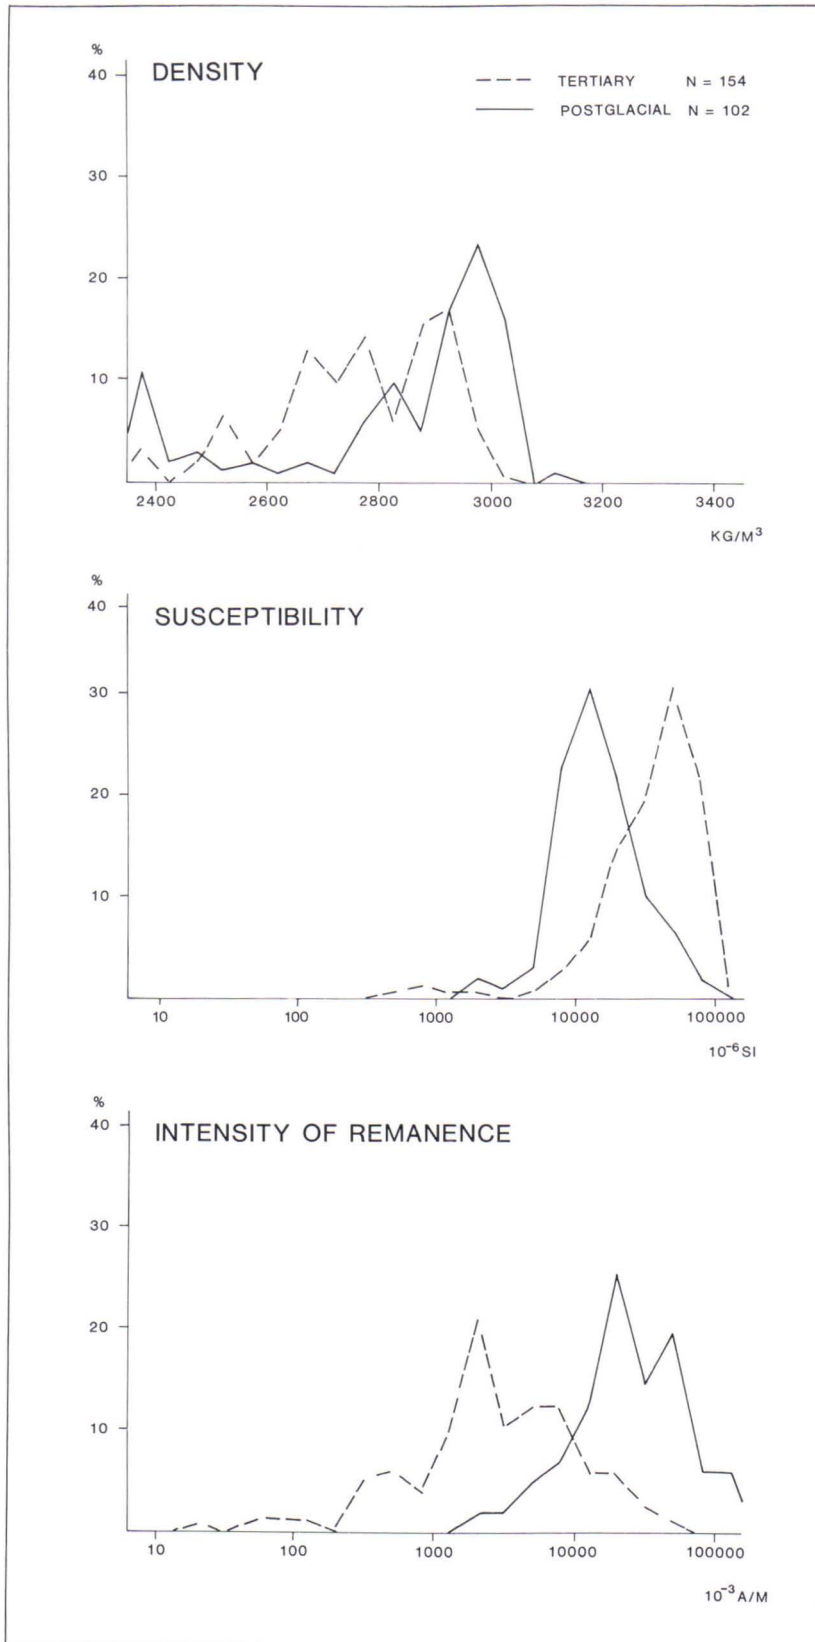 %
40
DENSITY
TERTIARY N = 154
POSTGLACIAL N = 102
30
20
10
2400 2600 2800 3000 3200 3400
KG/M³
%
40
SUSCEPTIBILITY
30
20
10
10 100 1000 10000 100000
10⁻⁶SI
%
40
INTENSITY OF REMANENCE
30
20
10
10 100 1000 10000 100000
10⁻³A/M